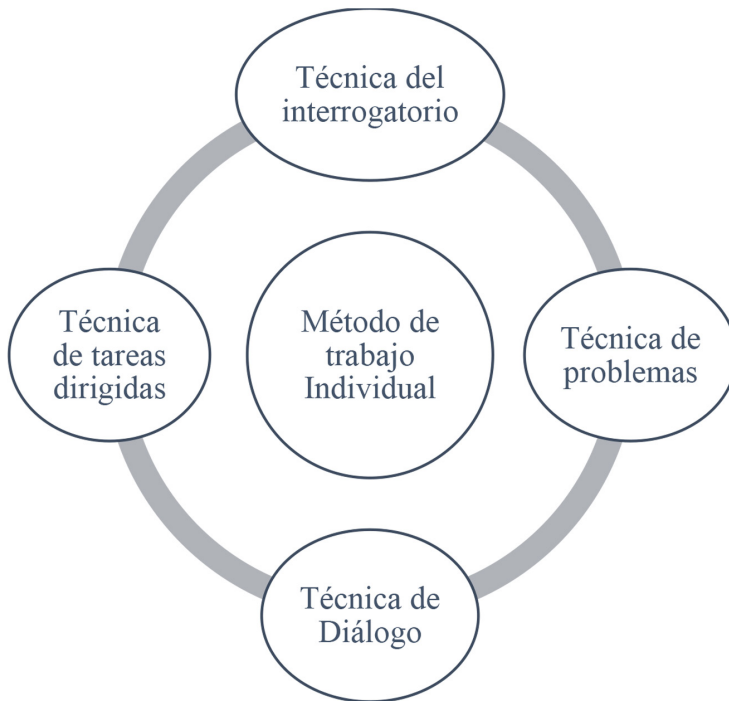 Técnica del
interrogatorio
Técnica
de tareas
dirigidas
Método de
trabajo
Individual
Técnica de
problemas
Técnica de
Diálogo